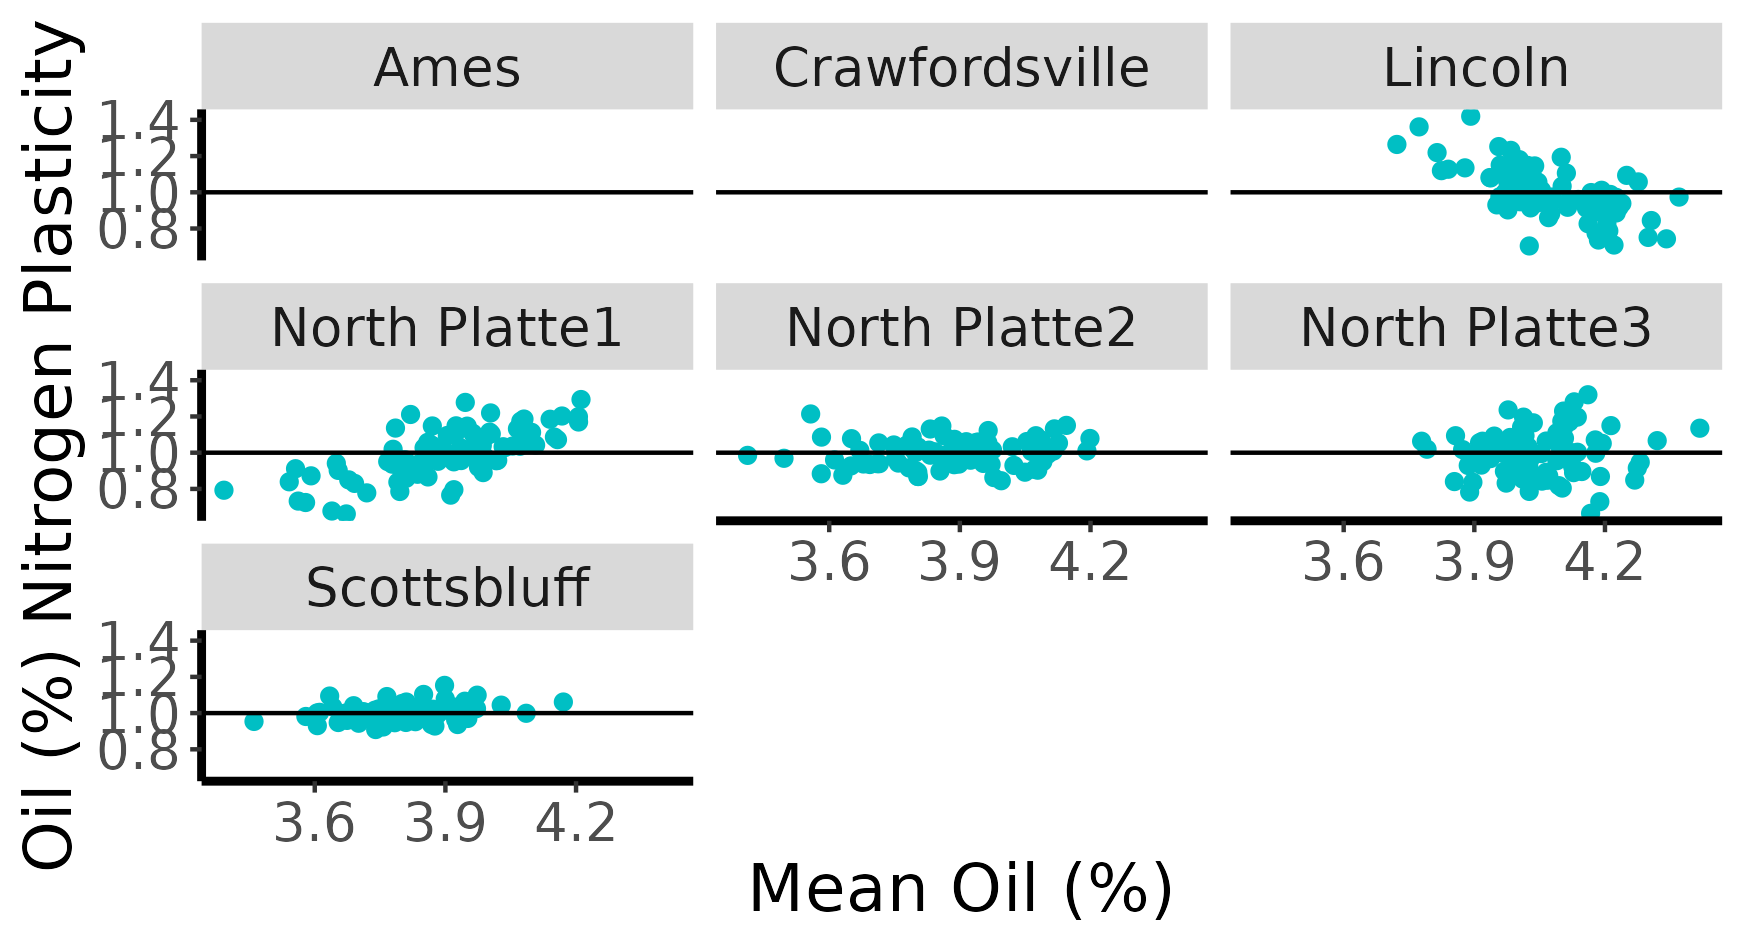 Oil (%) Nitrogen Plasticity
Ames
Crawfordsville
Lincoln
1.4
1.2
1.0
0.8
North Platte1
North Platte2
North Platte3
1.4
1.2
1.0
0.8
3.6 3.9 4.2
3.6 3.9 4.2
Scottsbluff
1.4
1.2
1.0
0.8
3.6 3.9 4.2
Mean Oil (%)